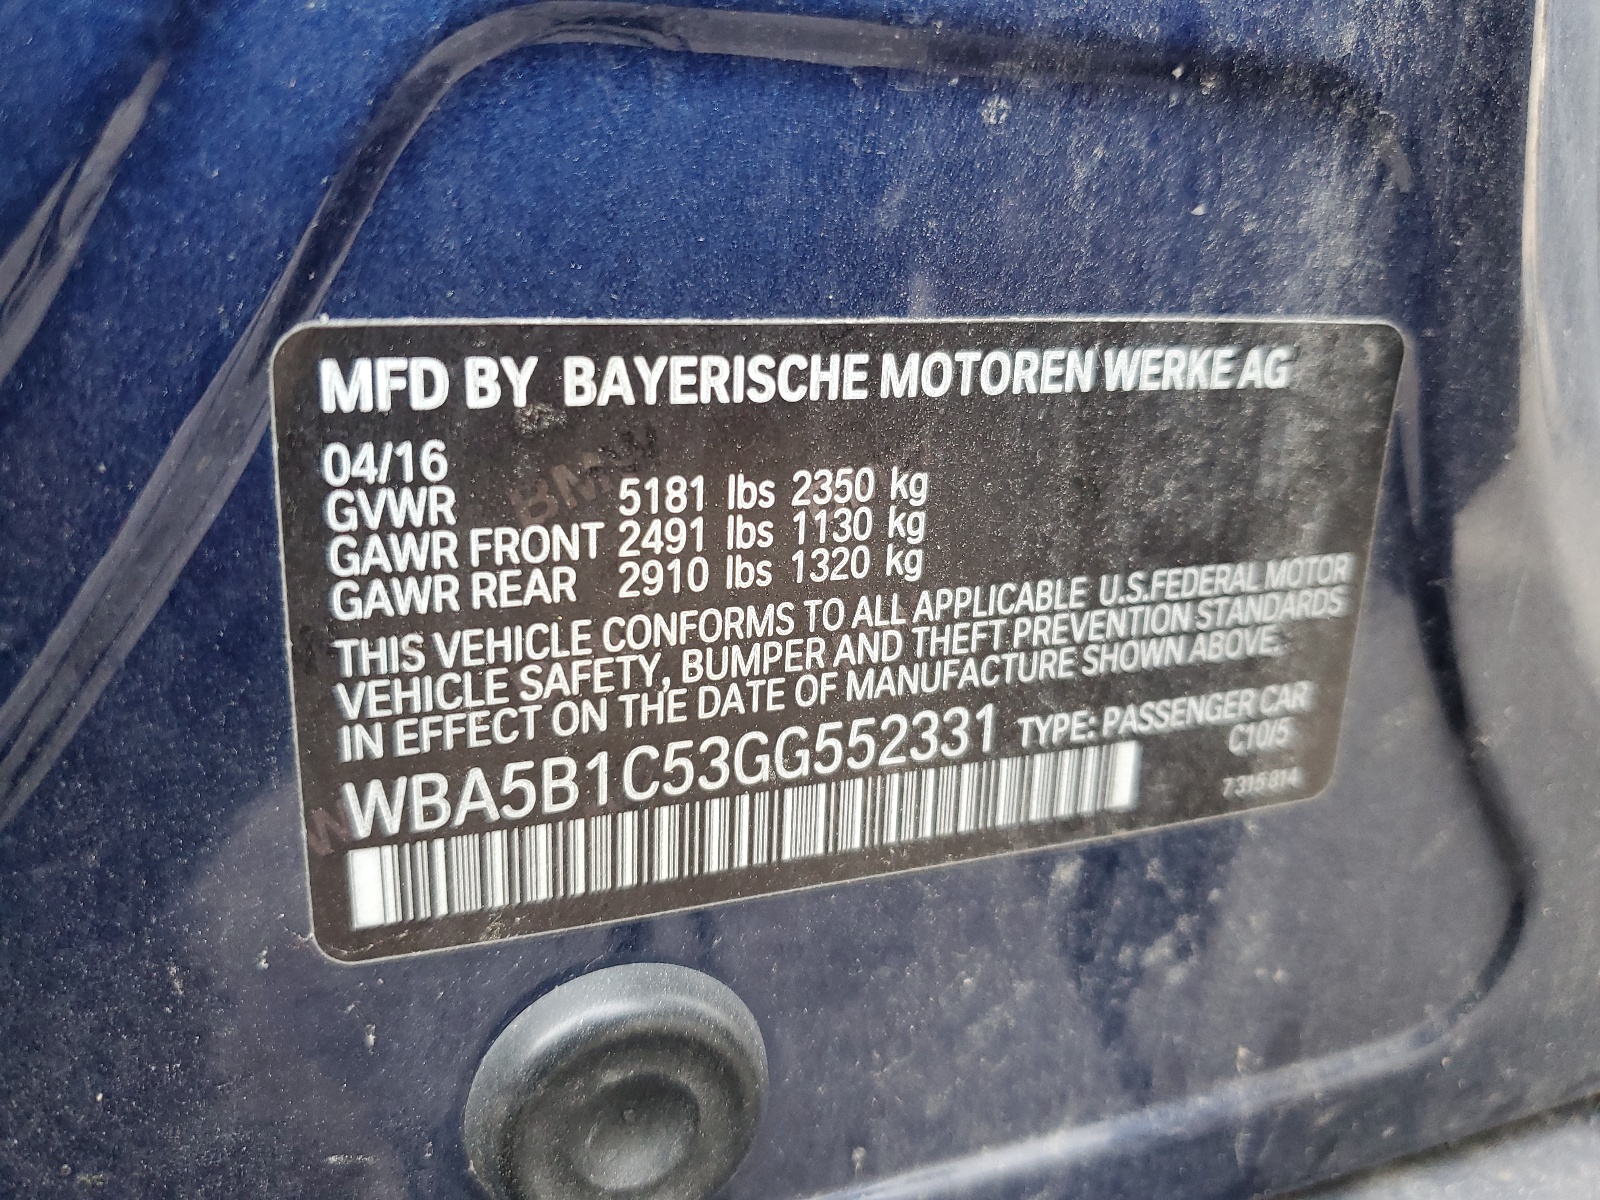 MFD BY BAYERISCHE MOTOREN WERKE AG
04/16
GVWR 5181 lbs 2350 kg
GAWR FRONT 2491 lbs 1130 kg
GAWR REAR 2910 lbs 1320 kg
THIS VEHICLE CONFORMS TO ALL APPLICABLE U.S.FEDERAL MOTOR
VEHICLE SAFETY, BUMPER AND THEFT PREVENTION STANDARDS
IN EFFECT ON THE DATE OF MANUFACTURE SHOWN ABOVE.
WBA5B1C53GG552331 TYPE: PASSENGER CAR
C10/5
7 315 814
BMW